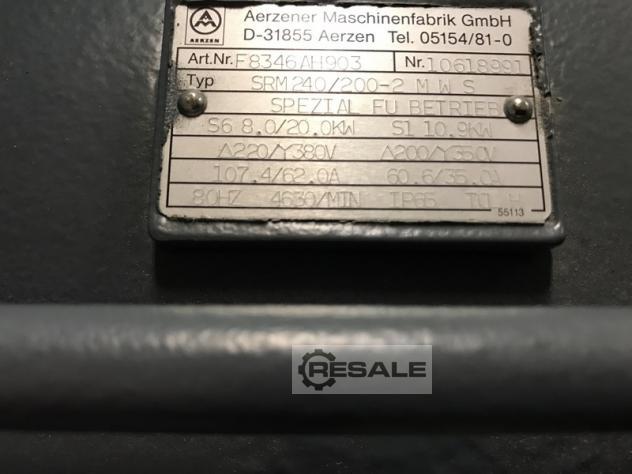 AERZEN
Aerzener Maschinenfabrik GmbH
D-31855 Aerzen Tel. 05154/81-0
Art.Nr. F8346AH903 Nr. 10618991
Typ SRM240/200-2 M W S
SPEZIAL FU BETRIEB
S6 8.0/20.0KW S1 10.9KW
Δ220/Y380V Δ200/Y350V
107.4/62.0A 60.6/35.0A
80HZ 4630/MIN IP65 H
55113
RESALE